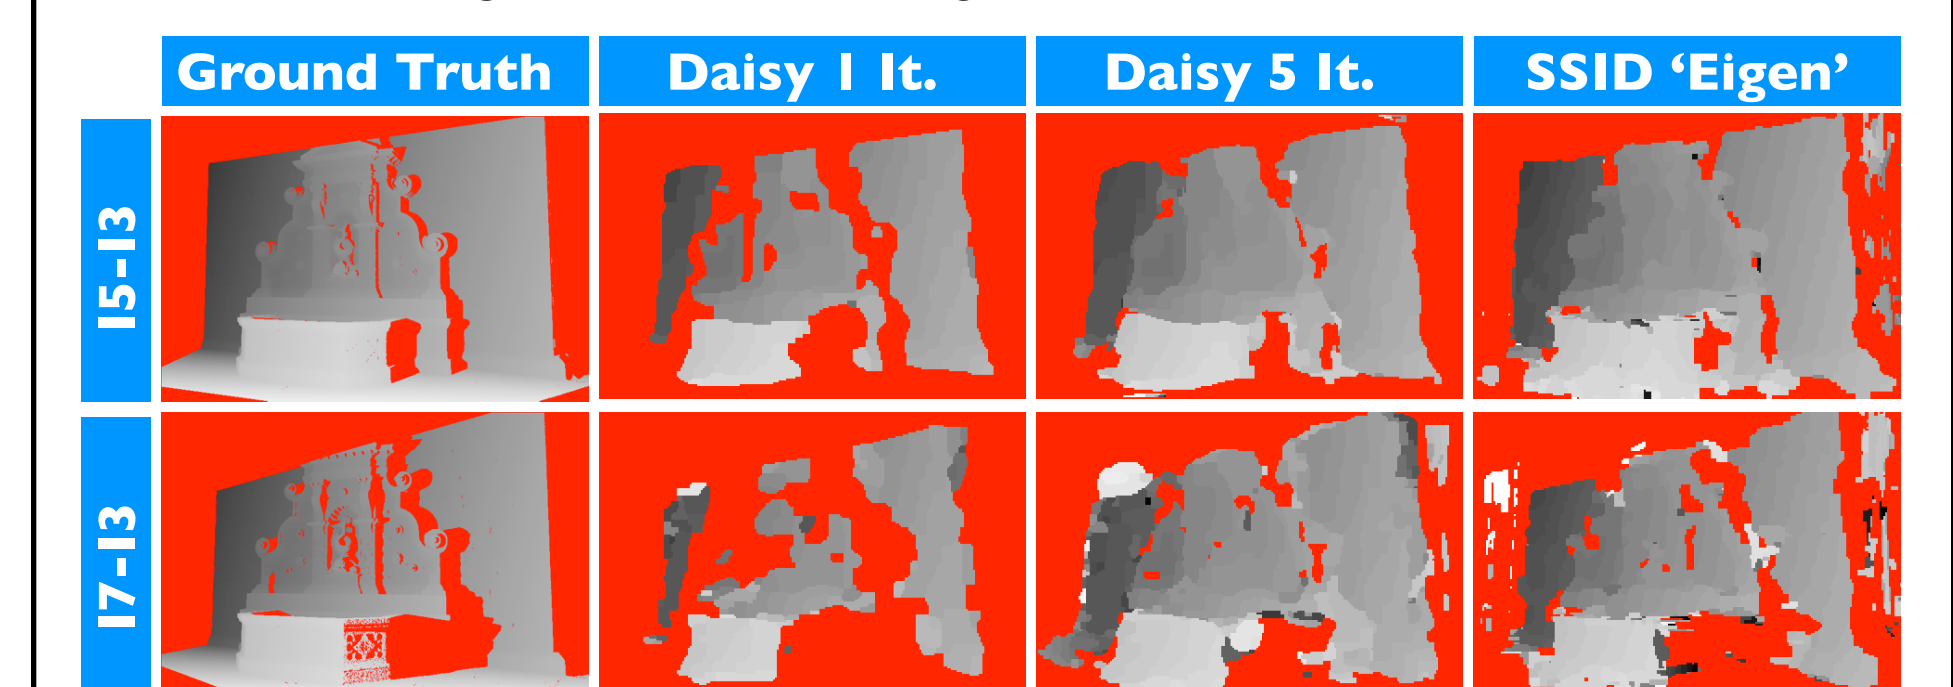 Ground Truth
Daisy 1 It.
Daisy 5 It.
SSID ‘Eigen’
15-13
17-13